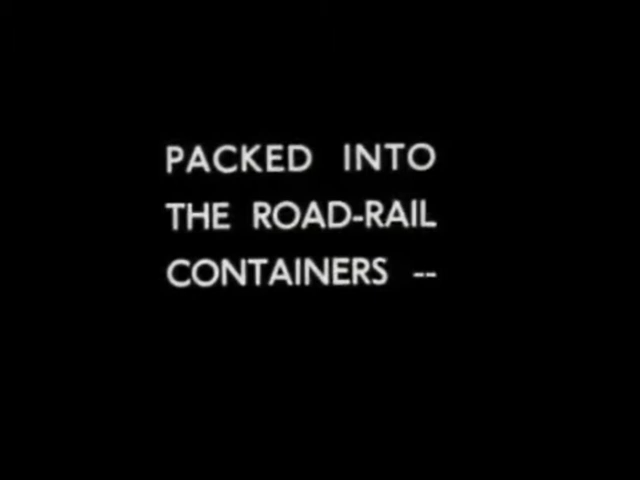 PACKED INTO
THE ROAD-RAIL
CONTAINERS --